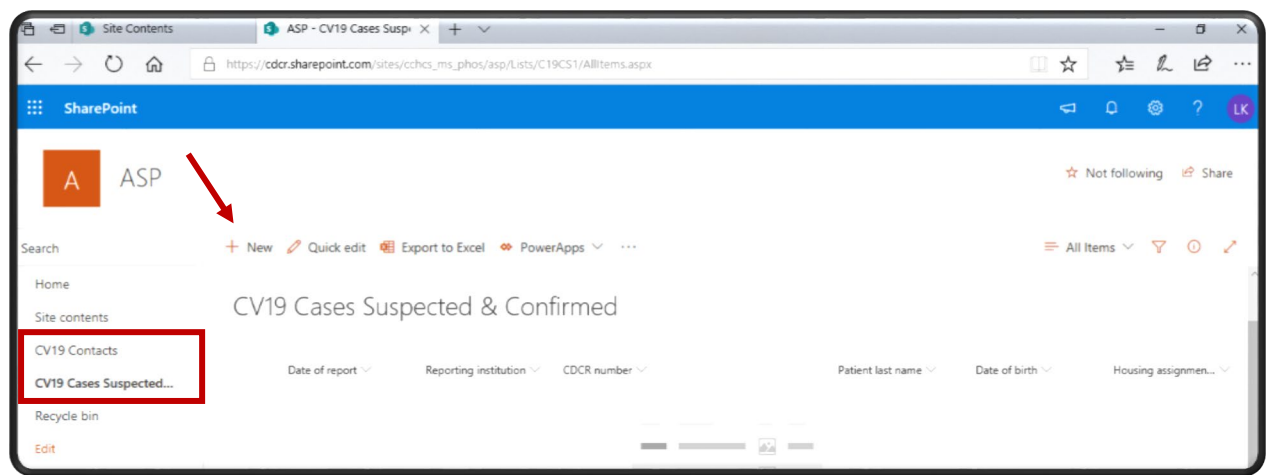 Site Contents
ASP - CV19 Cases Susp
https://cdcr.sharepoint.com/sites/cchcs_ms_phos/asp/Lists/C19CS1/AllItems.aspx
SharePoint
? LK
A ASP
Not following Share
Search
+ New Quick edit Export to Excel PowerApps ...
All Items
Home
Site contents
CV19 Cases Suspected & Confirmed
CV19 Contacts
CV19 Cases Suspected...
Date of report Reporting institution CDCR number Patient last name Date of birth Housing assignmen...
Recycle bin
Edit